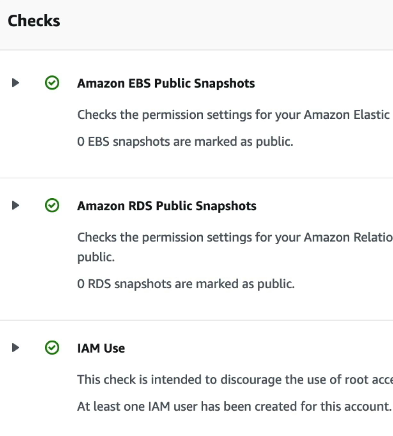 Checks
Amazon EBS Public Snapshots
Checks the permission settings for your Amazon Elastic
0 EBS snapshots are marked as public.
Amazon RDS Public Snapshots
Checks the permission settings for your Amazon Relatio
public.
0 RDS snapshots are marked as public.
IAM Use
This check is intended to discourage the use of root acce
At least one IAM user has been created for this account.